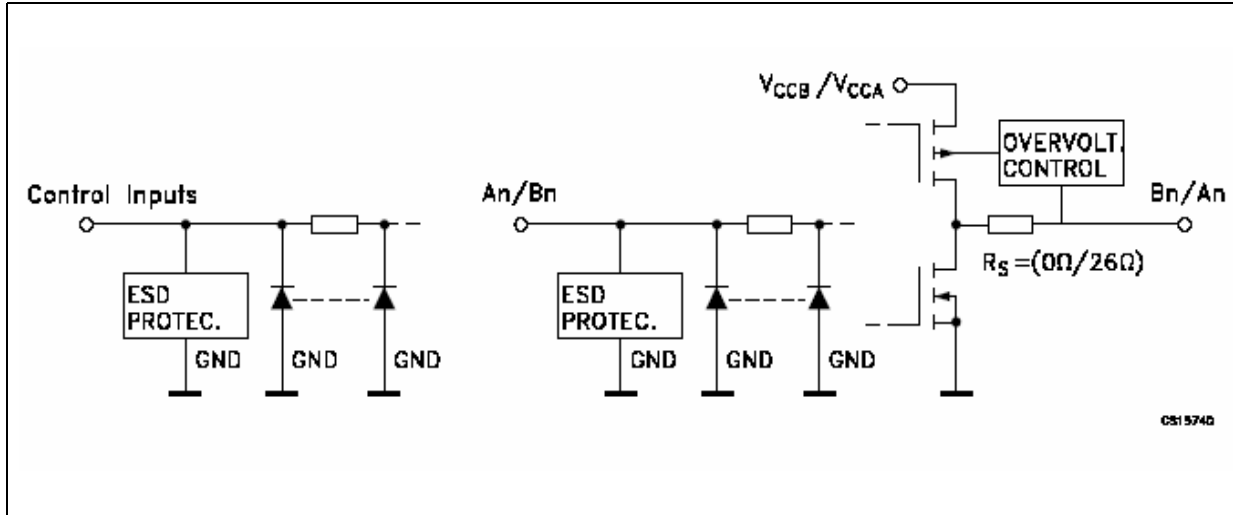 Control Inputs
ESD
PROTEC.
GND
GND
GND
An/Bn
ESD
PROTEC.
GND
GND
GND
VCCB/VCCA
OVERVOLT.
CONTROL
Bn/An
RS=(0Ω/26Ω)
CS15740